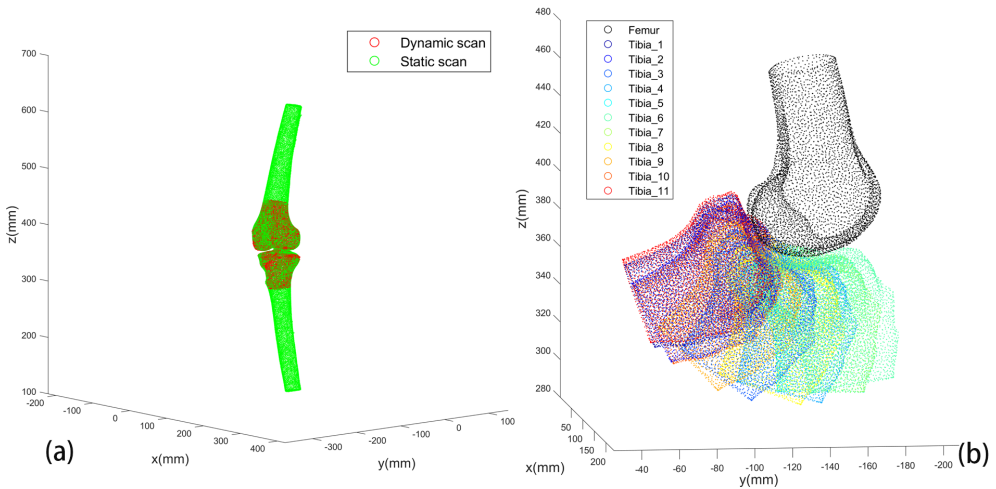 Dynamic scan
Static scan
700
600
500
400
300
200
100
z(mm)
-200
-100
0
100
200
300
400
x(mm)
-300
-200
-100
0
100
y(mm)
(a)
Femur
Tibia_1
Tibia_2
Tibia_3
Tibia_4
Tibia_5
Tibia_6
Tibia_7
Tibia_8
Tibia_9
Tibia_10
Tibia_11
480
460
440
420
400
380
360
340
320
300
280
z(mm)
50
100
150
200
x(mm)
-40
-60
-80
-100
-120
-140
-160
-180
-200
y(mm)
(b)